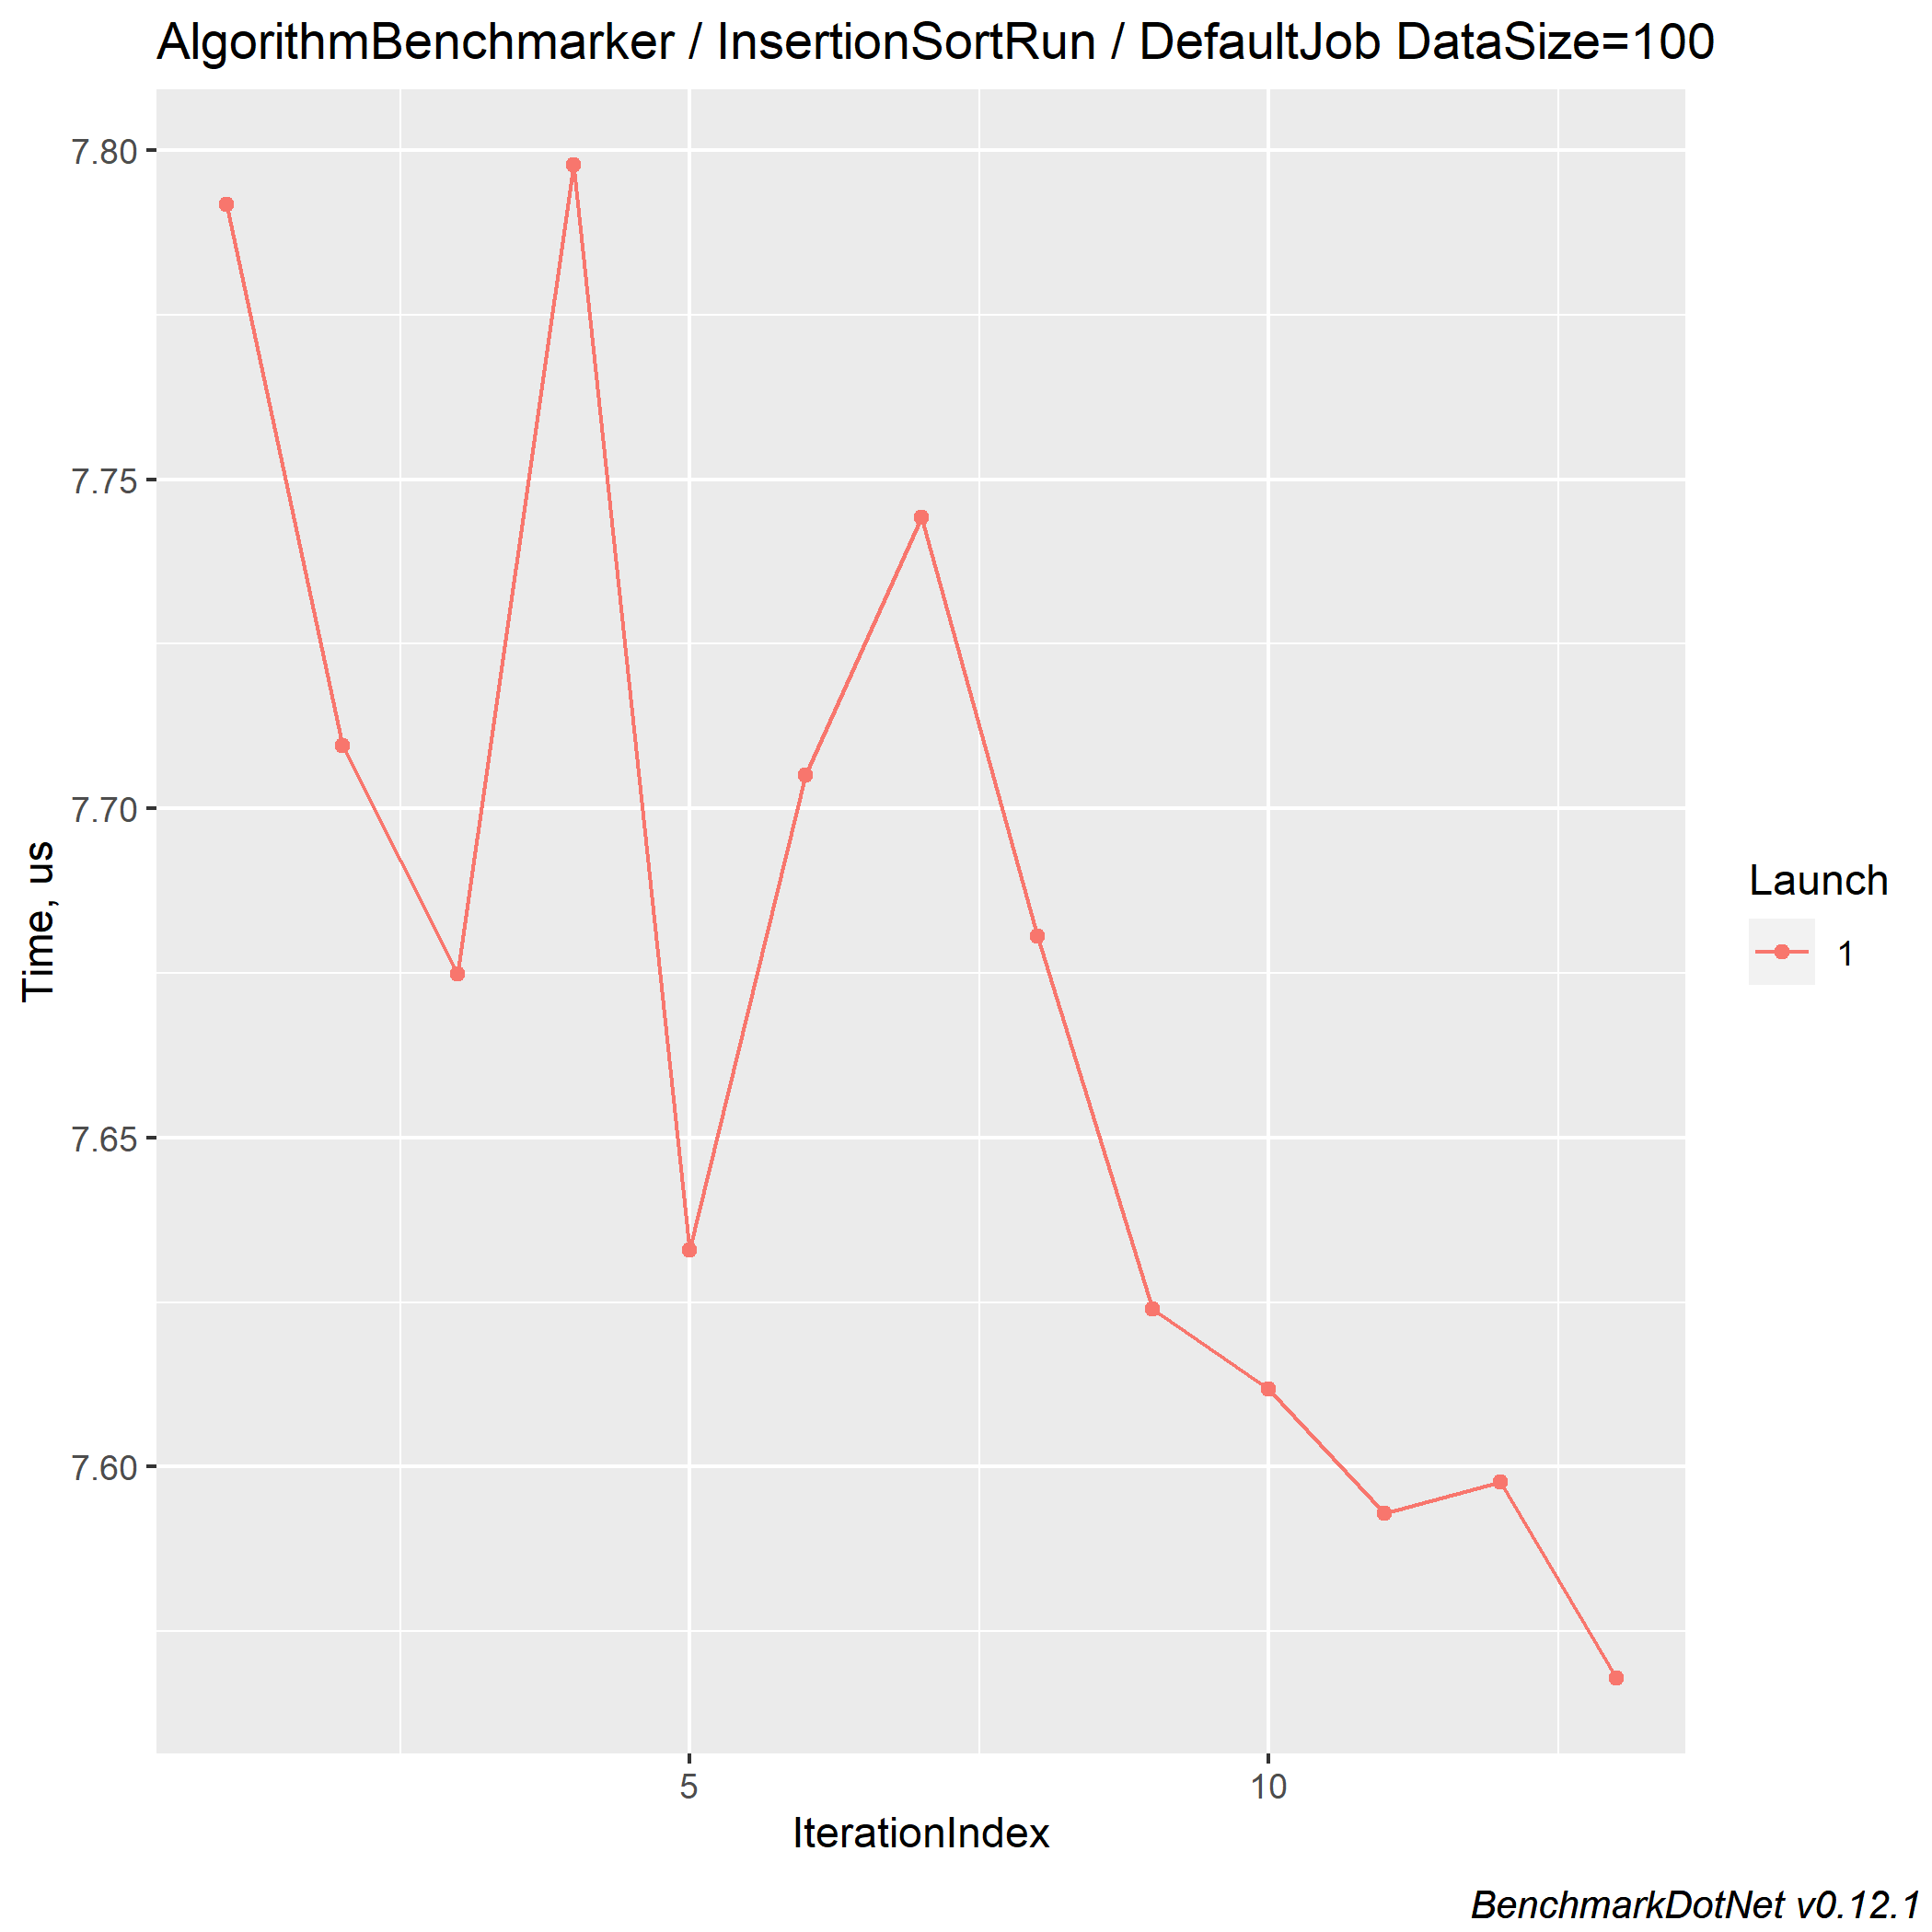 AlgorithmBenchmarker / InsertionSortRun / DefaultJob DataSize=100
7.80
7.75
7.70
7.65
7.60
Time, us
5
10
IterationIndex
Launch
1
BenchmarkDotNet v0.12.1